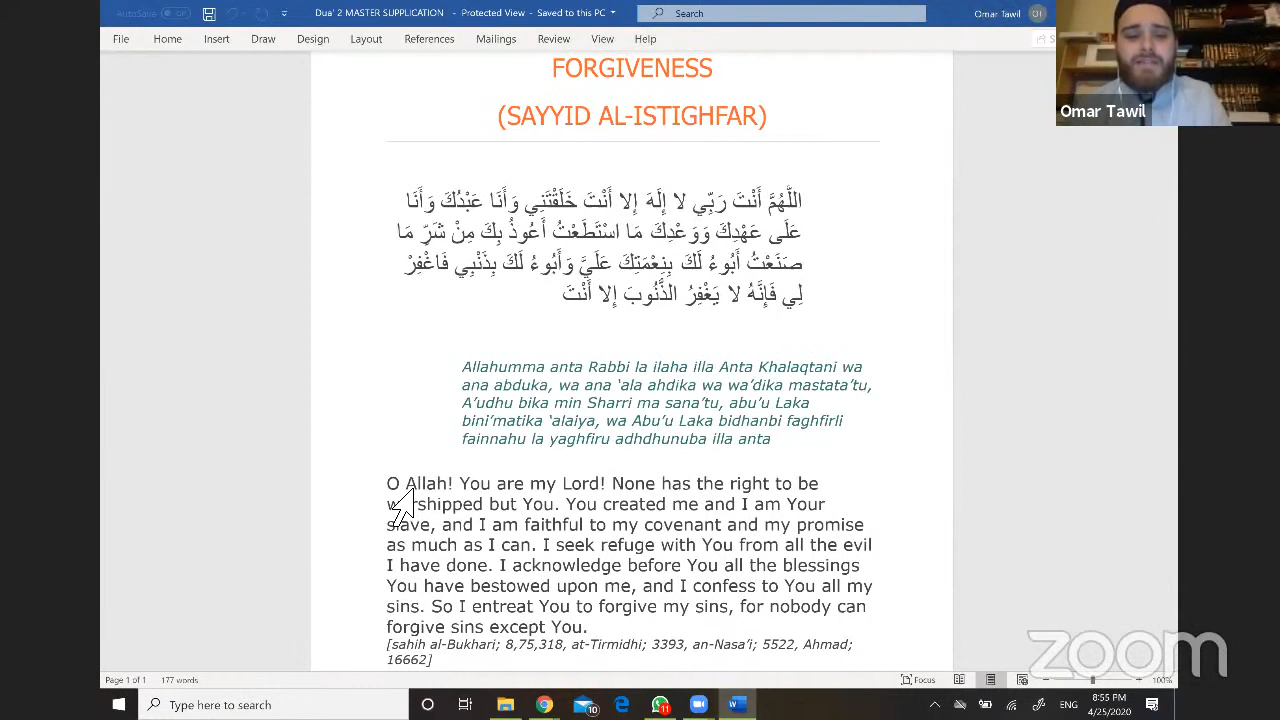 AutoSave Off Dua' 2 MASTER SUPPLICATION - Protected View - Saved to this PC Search Omar Tawil OT
File Home Insert Draw Design Layout References Mailings Review View Help
FORGIVENESS
(SAYYID AL-ISTIGHFAR)
Omar Tawil
اللَّهُمَّ أَنْتَ رَبِّي لا إِلَهَ إِلا أَنْتَ خَلَقْتَنِي وَأَنَا عَبْدُكَ وَأَنَا
عَلَى عَهْدِكَ وَوَعْدِكَ مَا اسْتَطَعْتُ أَعُوذُ بِكَ مِنْ شَرِّ مَا
صَنَعْتُ أَبُوءُ لَكَ بِنِعْمَتِكَ عَلَيَّ وَأَبُوءُ لَكَ بِذَنْبِي فَاغْفِرْ
لِي فَإِنَّهُ لا يَغْفِرُ الذُّنُوبَ إِلا أَنْتَ
Allahumma anta Rabbi la ilaha illa Anta Khalaqtani wa
ana abduka, wa ana ‘ala ahdika wa wa’dika mastata’tu,
A’udhu bika min Sharri ma sana’tu, abu’u Laka
bini’matika ‘alaiya, wa Abu’u Laka bidhanbi faghfirli
fainnahu la yaghfiru adhdhunuba illa anta
O Allah! You are my Lord! None has the right to be
worshipped but You. You created me and I am Your
slave, and I am faithful to my covenant and my promise
as much as I can. I seek refuge with You from all the evil
I have done. I acknowledge before You all the blessings
You have bestowed upon me, and I confess to You all my
sins. So I entreat You to forgive my sins, for nobody can
forgive sins except You.
[sahih al-Bukhari; 8,75,318, at-Tirmidhi; 3393, an-Nasa’i; 5522, Ahmad;
16662]
zoom
Page 1 of 1 177 words Focus 100%
Type here to search 10 11 ENG 8:55 PM
4/25/2020